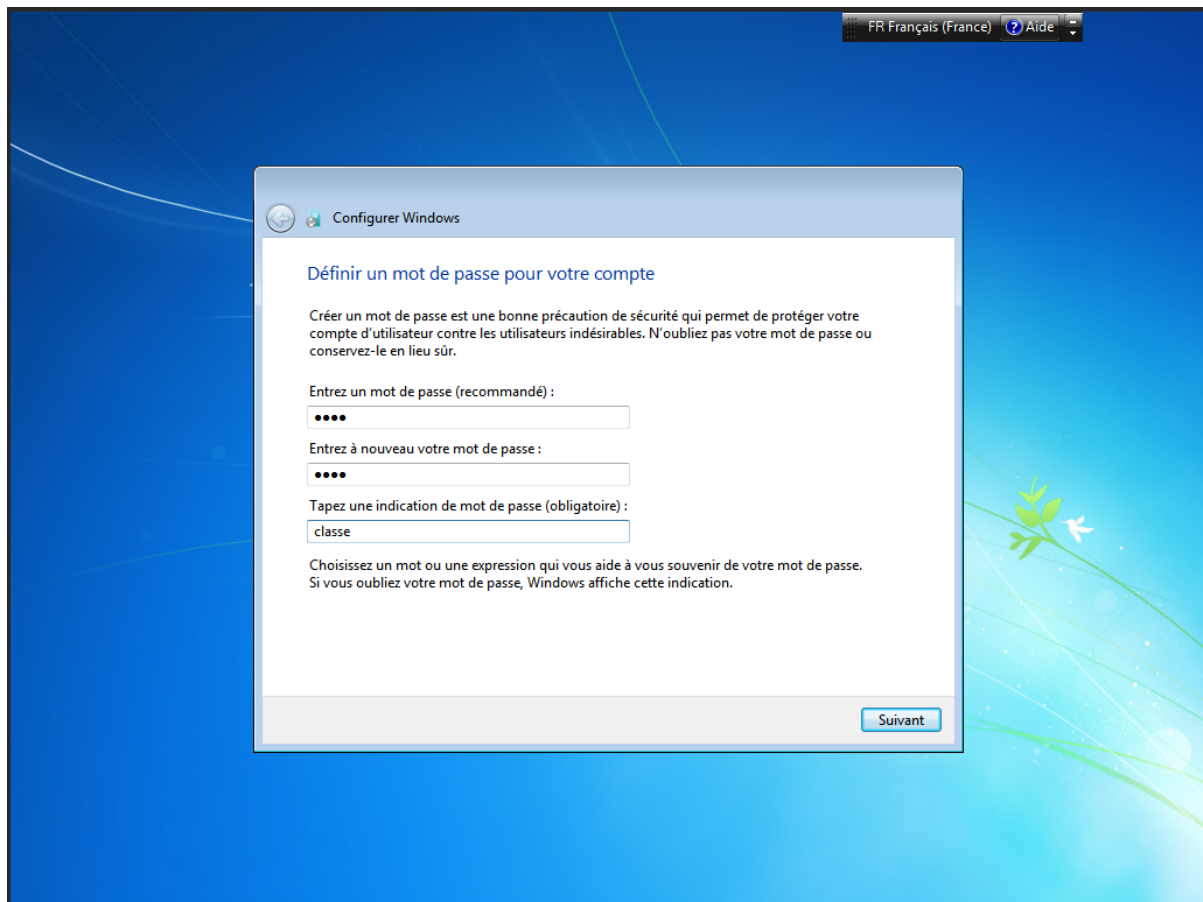 FR Français (France) ? Aide
Configurer Windows
Définir un mot de passe pour votre compte
Créer un mot de passe est une bonne précaution de sécurité qui permet de protéger votre
compte d'utilisateur contre les utilisateurs indésirables. N'oubliez pas votre mot de passe ou
conservez-le en lieu sûr.
Entrez un mot de passe (recommandé) :
••••
Entrez à nouveau votre mot de passe :
••••
Tapez une indication de mot de passe (obligatoire) :
classe
Choisissez un mot ou une expression qui vous aide à vous souvenir de votre mot de passe.
Si vous oubliez votre mot de passe, Windows affiche cette indication.
Suivant